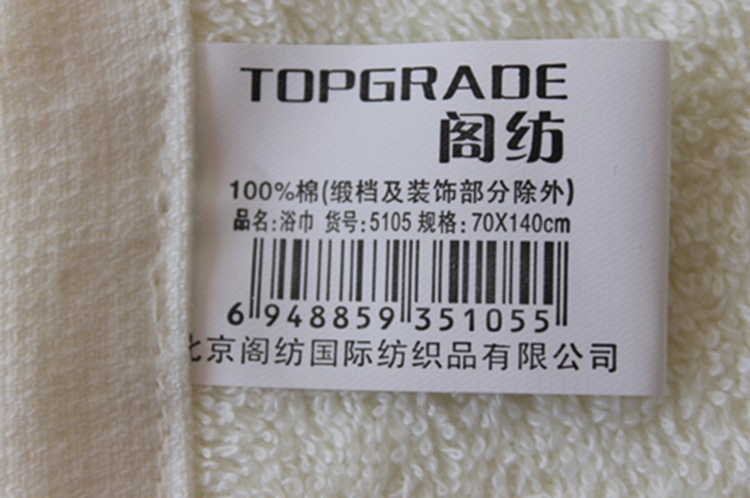 TOPGRADE
阁纺
100%棉(缎档及装饰部分除外)
品名:浴巾 货号:5105 规格:70X140cm
6 948859 351055
北京阁纺国际纺织品有限公司